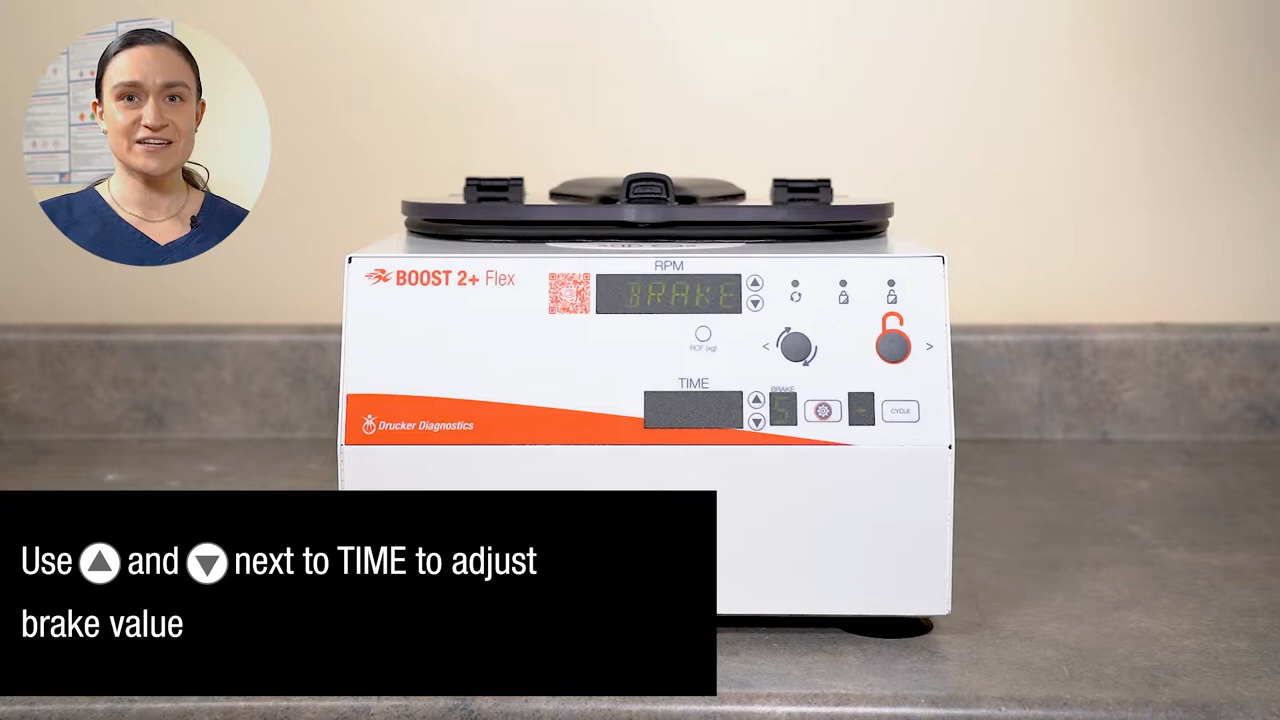 RPM
BOOST 2+ Flex
BRAKE
RCF (xg)
< >
TIME
BRAKE
5 -
CYCLE
Drucker Diagnostics
Use ▲ and ▼ next to TIME to adjust
brake value